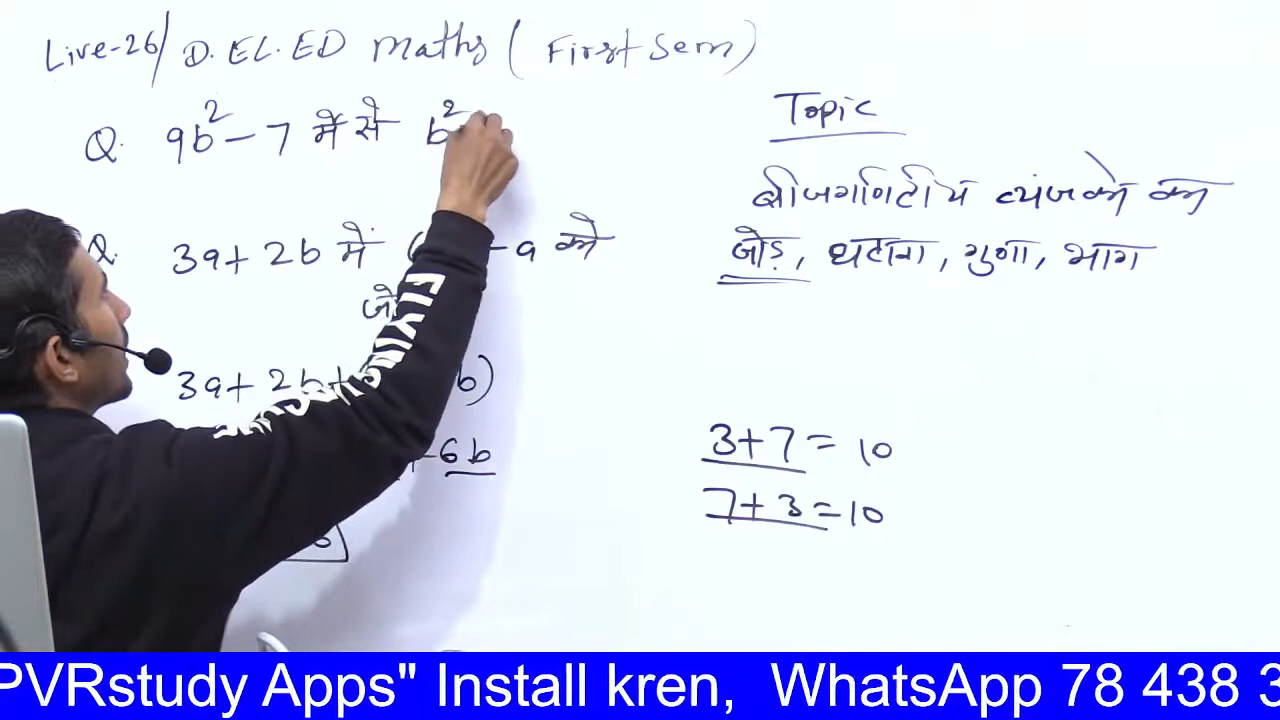 Live-26/ D.EL.ED Maths ( First Sem )
Q. 9b² - 7 में से b²
Q. 3a + 2b में - a को
3a + 2b + b)
- 6b
Topic
बीजगणितीय व्यंजको का
जोड़, घटाना, गुणा, भाग
3 + 7 = 10
7 + 3 = 10
FLYING
PVRstudy Apps" Install kren, WhatsApp 78 438 3